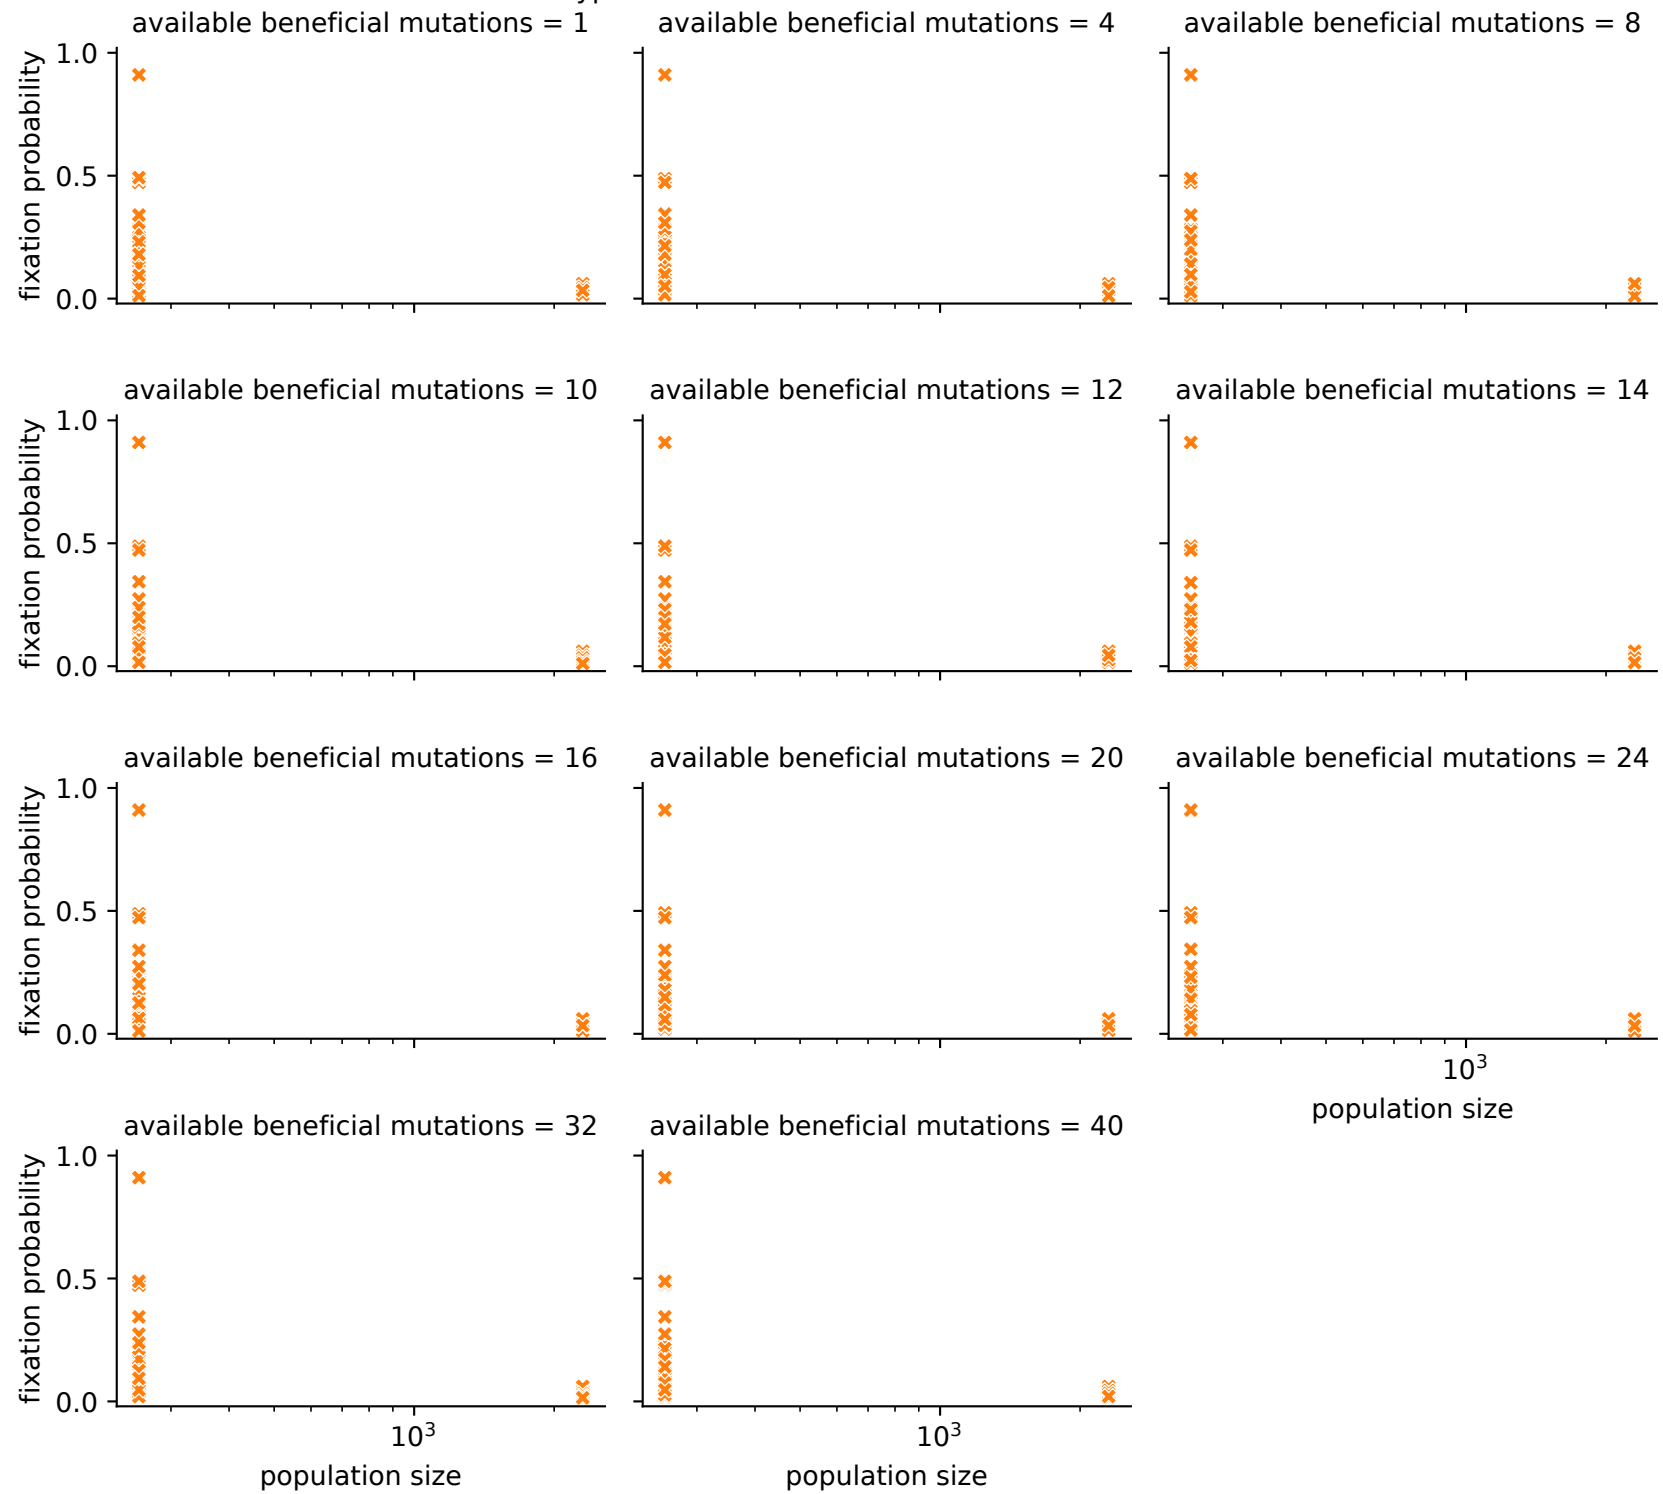 available beneficial mutations = 1
available beneficial mutations = 4
available beneficial mutations = 8
fixation probability
1.0
0.5
0.0
available beneficial mutations = 10
available beneficial mutations = 12
available beneficial mutations = 14
fixation probability
1.0
0.5
0.0
available beneficial mutations = 16
available beneficial mutations = 20
available beneficial mutations = 24
fixation probability
1.0
0.5
0.0
10³
population size
available beneficial mutations = 32
available beneficial mutations = 40
fixation probability
1.0
0.5
0.0
10³
10³
population size
population size